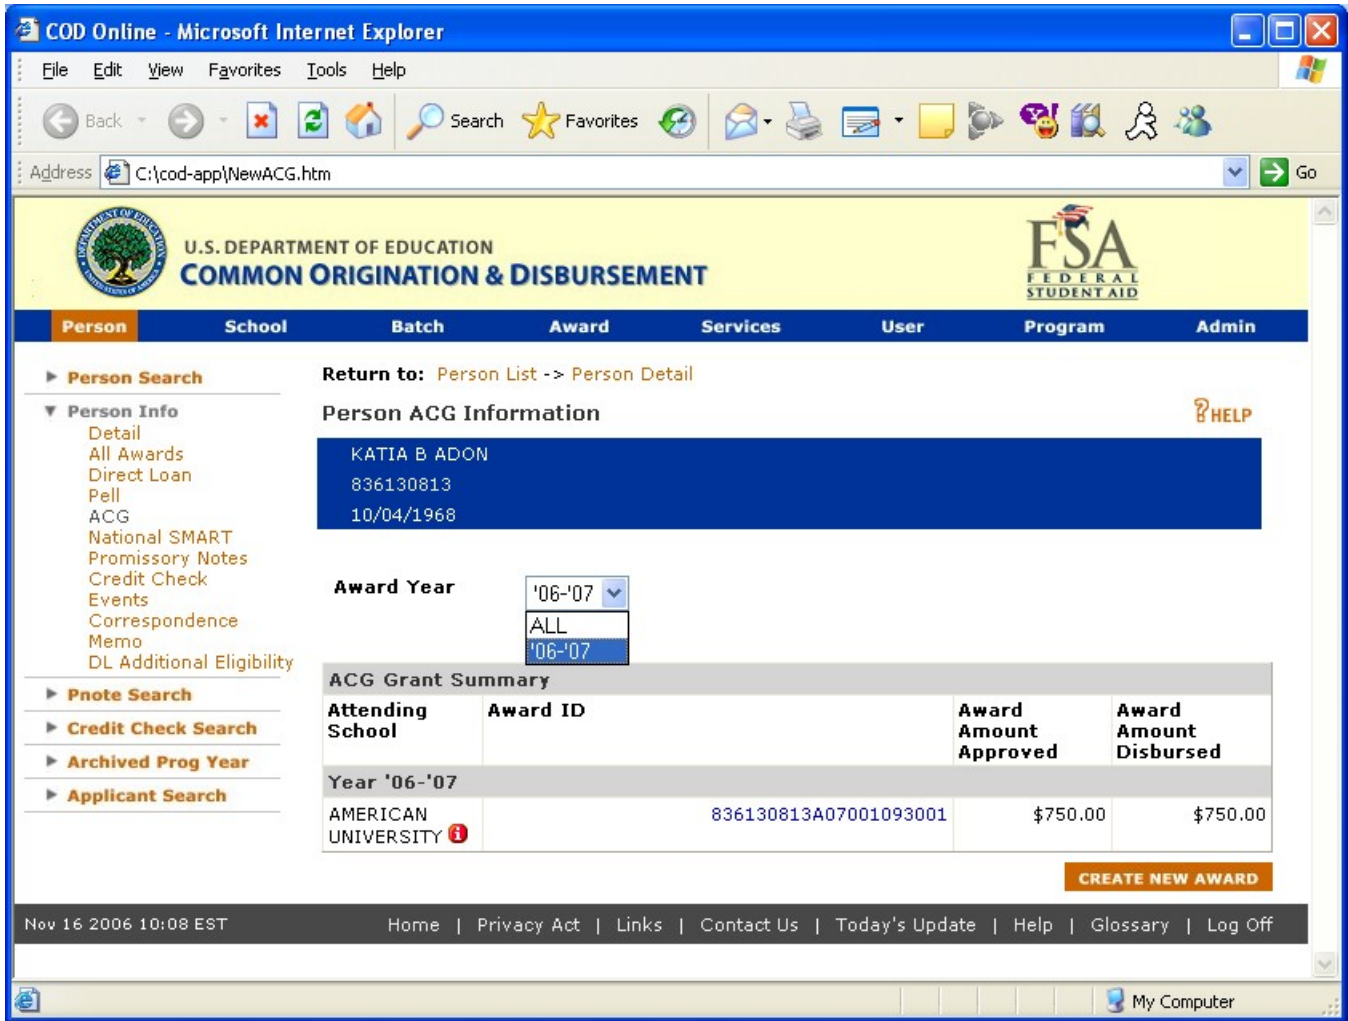 COD Online - Microsoft Internet Explorer
File Edit View Favorites Tools Help
Back Search Favorites
Address C:\cod-app\NewACG.htm Go
U.S. DEPARTMENT OF EDUCATION
COMMON ORIGINATION & DISBURSEMENT
FSA
FEDERAL
STUDENT AID
Person School Batch Award Services User Program Admin
Person Search
Person Info
Detail
All Awards
Direct Loan
Pell
ACG
National SMART
Promissory Notes
Credit Check
Events
Correspondence
Memo
DL Additional Eligibility
Pnote Search
Credit Check Search
Archived Prog Year
Applicant Search
Return to: Person List -> Person Detail
Person ACG Information
? HELP
KATIA B ADON
836130813
10/04/1968
Award Year '06-'07
ALL
'06-'07
ACG Grant Summary
Attending School Award ID Award Amount Approved Award Amount Disbursed
Year '06-'07
AMERICAN UNIVERSITY 836130813A07001093001 $750.00 $750.00
CREATE NEW AWARD
Nov 16 2006 10:08 EST Home | Privacy Act | Links | Contact Us | Today's Update | Help | Glossary | Log Off
My Computer